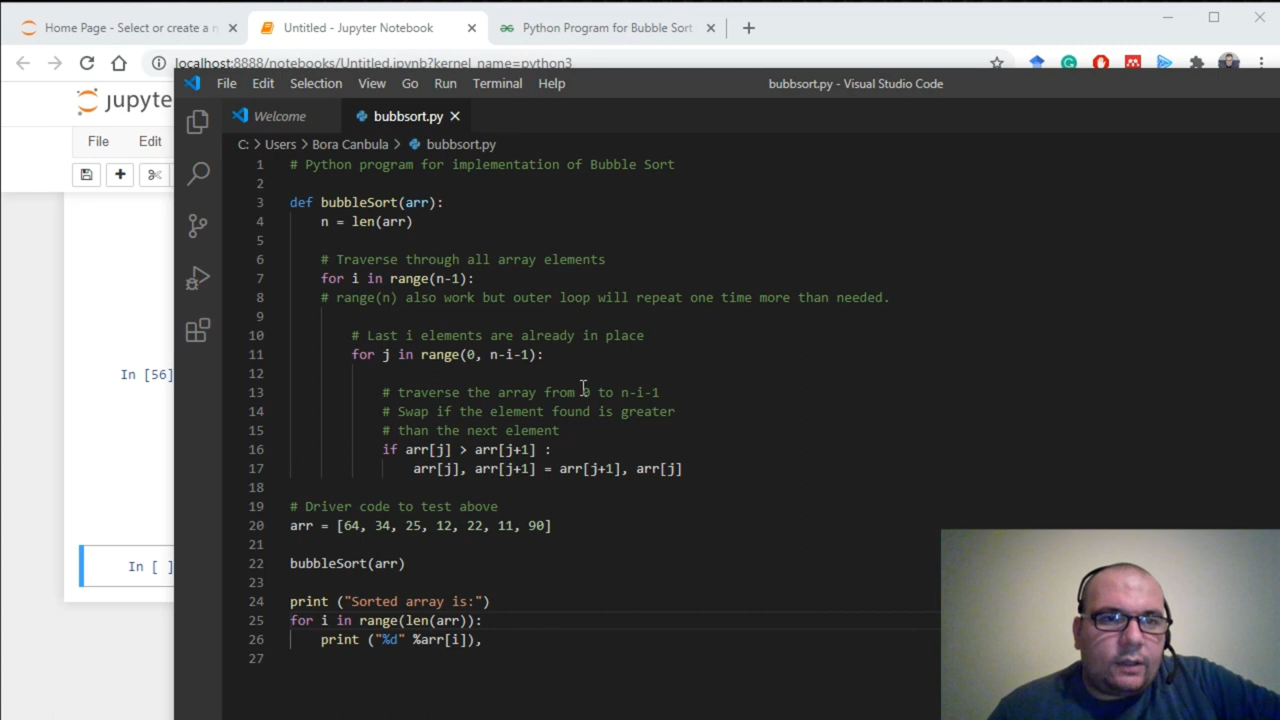 Home Page - Select or create a n
Untitled - Jupyter Notebook
Python Program for Bubble Sort
localhost:8888/notebooks/Untitled.ipynb?kernel_name=python3
File Edit Selection View Go Run Terminal Help
bubbsort.py - Visual Studio Code
jupyte
Welcome
bubbsort.py
File Edit
C: > Users > Bora Canbula > bubbsort.py
1 # Python program for implementation of Bubble Sort
2
3 def bubbleSort(arr):
4 n = len(arr)
5
6 # Traverse through all array elements
7 for i in range(n-1):
8 # range(n) also work but outer loop will repeat one time more than needed.
9
10 # Last i elements are already in place
11 for j in range(0, n-i-1):
12
13 # traverse the array from 0 to n-i-1
14 # Swap if the element found is greater
15 # than the next element
16 if arr[j] > arr[j+1] :
17 arr[j], arr[j+1] = arr[j+1], arr[j]
18
19 # Driver code to test above
20 arr = [64, 34, 25, 12, 22, 11, 90]
21
22 bubbleSort(arr)
23
24 print ("Sorted array is:")
25 for i in range(len(arr)):
26 print ("%d" %arr[i]),
27
In [56]
In [ ]